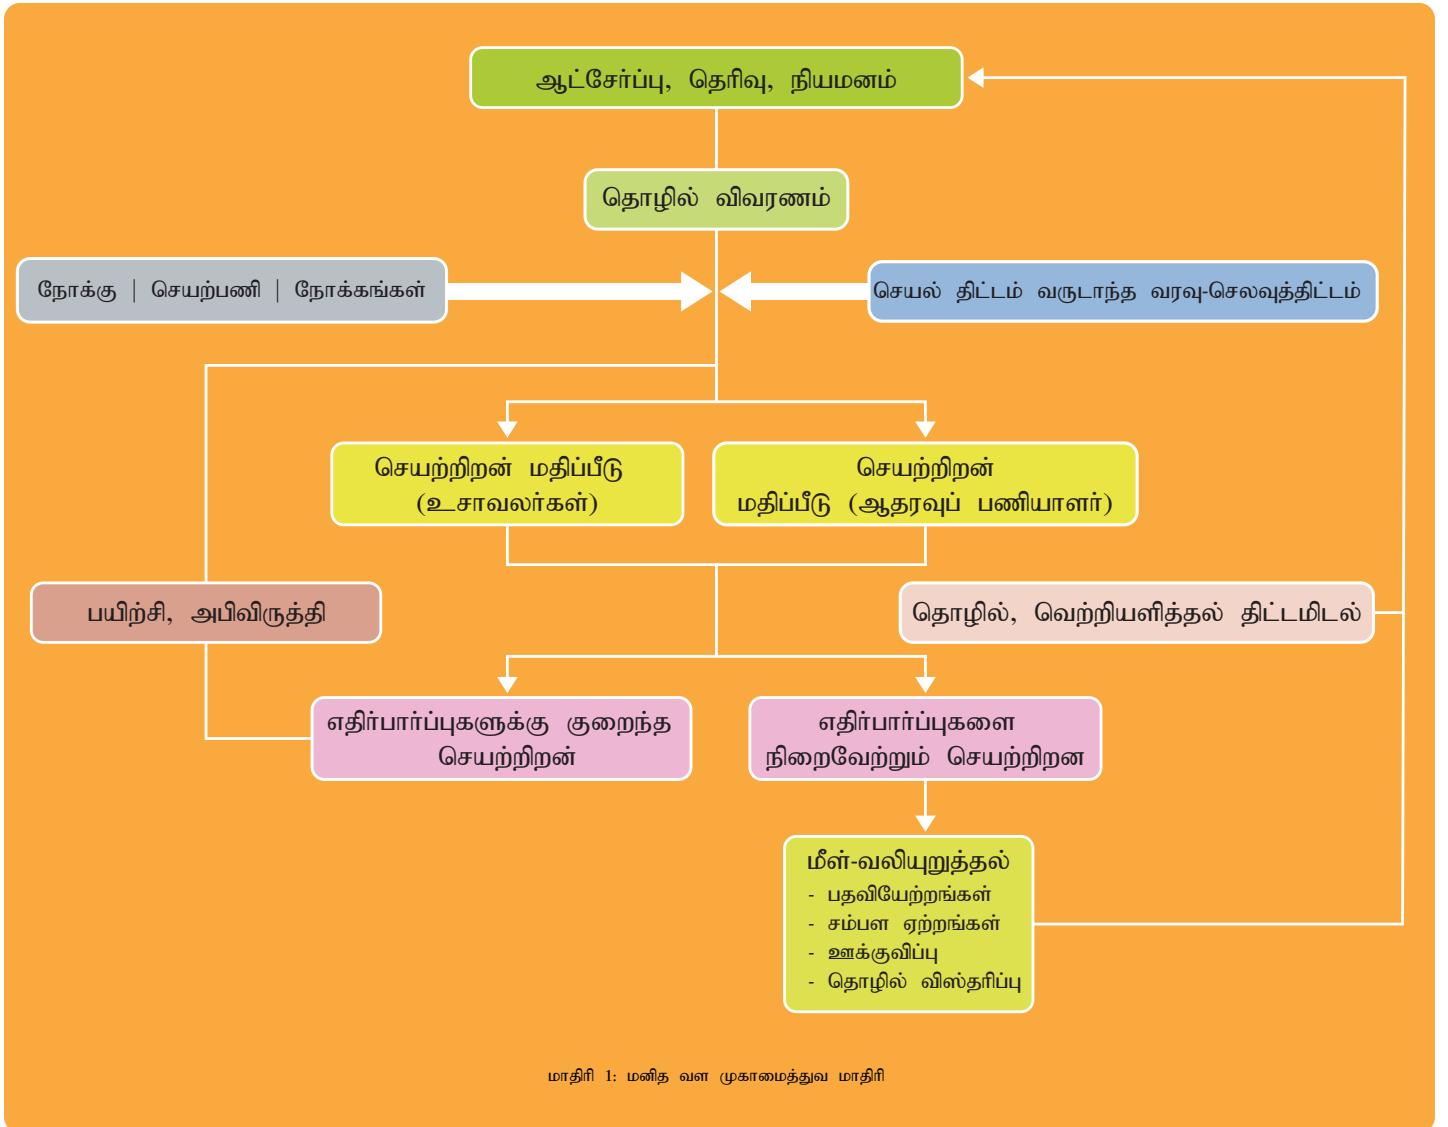 ஆட்சேர்ப்பு, தெரிவு, நியமனம்
தொழில் விவரணம்
நோக்கு | செயற்பணி | நோக்கங்கள்
செயல் திட்டம் வருடாந்த வரவு-செலவுத்திட்டம்
செயற்றிறன் மதிப்பீடு
(உசாவலர்கள்)
செயற்றிறன்
மதிப்பீடு (ஆதரவுப் பணியாளர்)
பயிற்சி, அபிவிருத்தி
தொழில், வெற்றியளித்தல் திட்டமிடல்
எதிர்பார்ப்புகளுக்கு குறைந்த
செயற்றிறன்
எதிர்பார்ப்புகளை
நிறைவேற்றும் செயற்றிறன
மீள்-வலியுறுத்தல்
- பதவியேற்றங்கள்
- சம்பள ஏற்றங்கள்
- ஊக்குவிப்பு
- தொழில் விஸ்தரிப்பு
மாதிரி 1: மனித வள முகாமைத்துவ மாதிரி